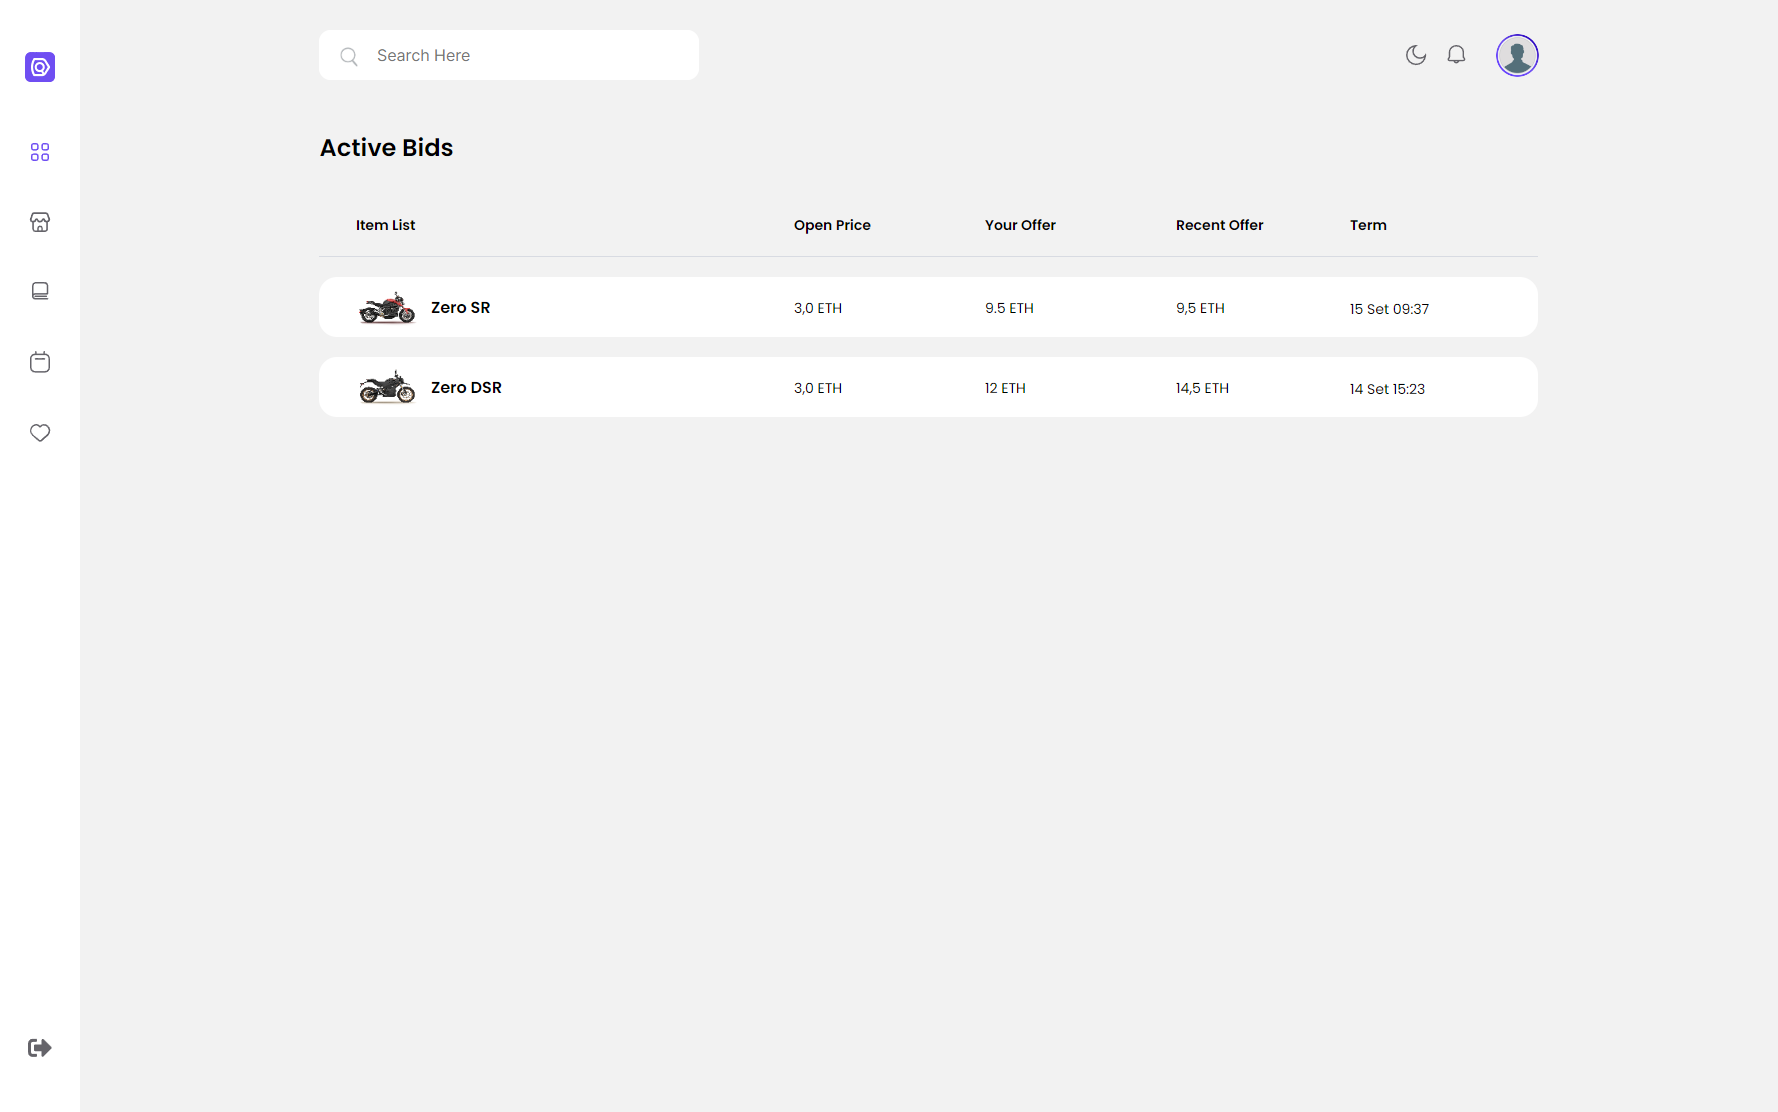 Search Here
Active Bids
Item List Open Price Your Offer Recent Offer Term
Zero SR 3,0 ETH 9.5 ETH 9,5 ETH 15 Set 09:37
Zero DSR 3,0 ETH 12 ETH 14,5 ETH 14 Set 15:23